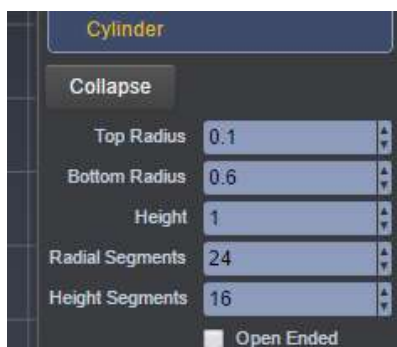 Cylinder
Collapse
Top Radius 0.1
Bottom Radius 0.6
Height 1
Radial Segments 24
Height Segments 16
Open Ended